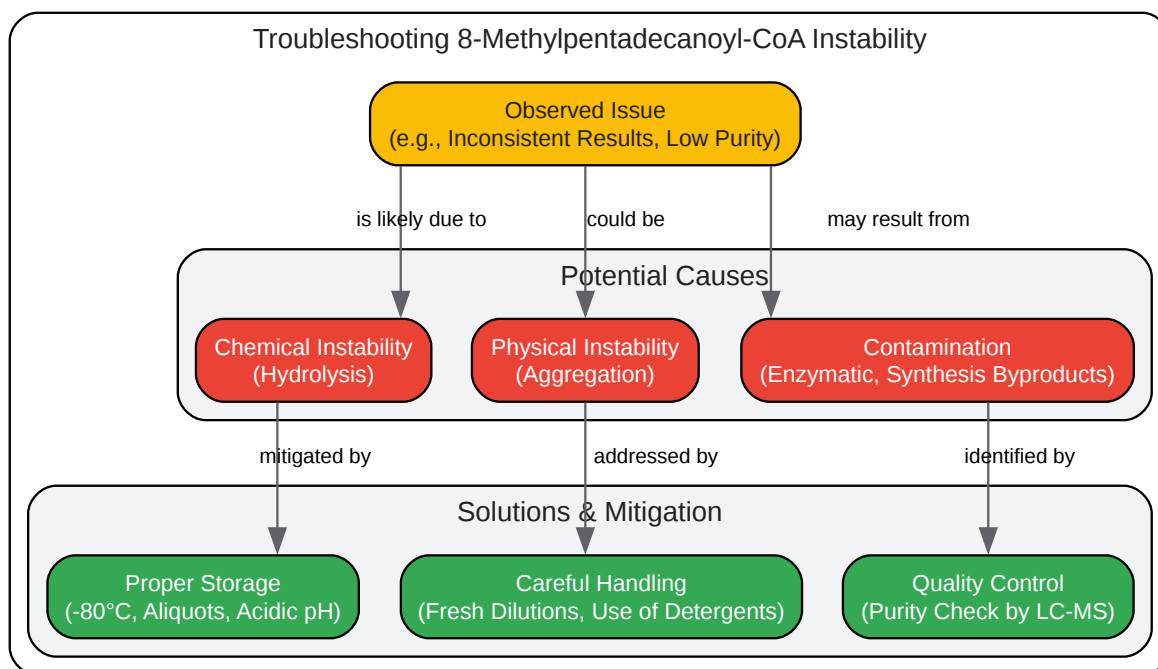 Troubleshooting 8-Methylpentadecanoyl-CoA Instability
Observed Issue
(e.g., Inconsistent Results, Low Purity)
is likely due to
could be
may result from
Potential Causes
Chemical Instability
(Hydrolysis)
Physical Instability
(Aggregation)
Contamination
(Enzymatic, Synthesis Byproducts)
mitigated by
addressed by
identified by
Solutions & Mitigation
Proper Storage
(-80°C, Aliquots, Acidic pH)
Careful Handling
(Fresh Dilutions, Use of Detergents)
Quality Control
(Purity Check by LC-MS)